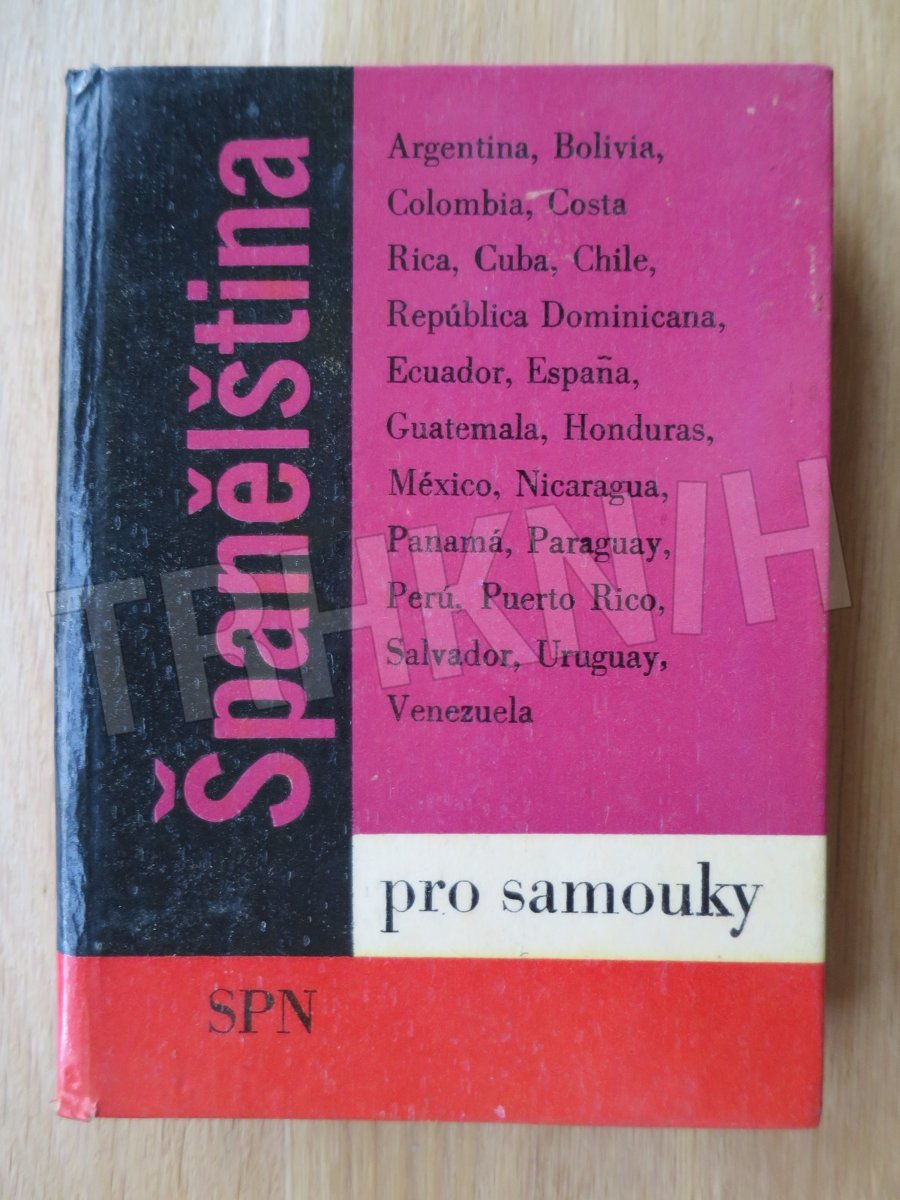 Španělština
Argentina, Bolivia,
Colombia, Costa
Rica, Cuba, Chile,
República Dominicana,
Ecuador, España,
Guatemala, Honduras,
México, Nicaragua,
Panamá, Paraguay,
Perú, Puerto Rico,
Salvador, Uruguay,
Venezuela
pro samouky
SPN
TRHKNIH